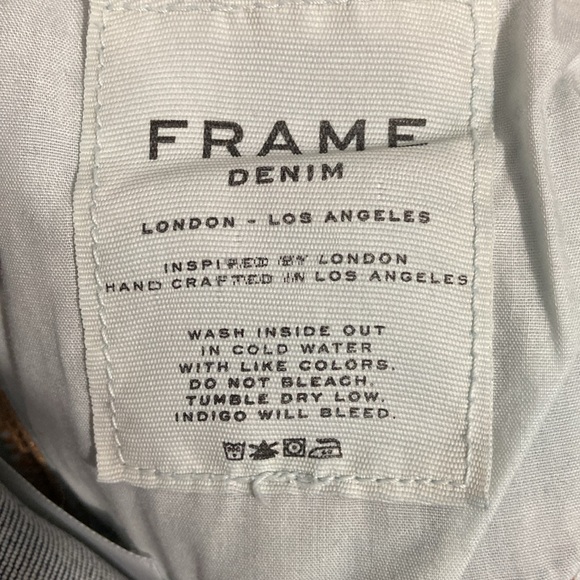 FRAME
DENIM
LONDON - LOS ANGELES
INSPIRED BY LONDON
HAND CRAFTED IN LOS ANGELES
WASH INSIDE OUT
IN COLD WATER
WITH LIKE COLORS.
DO NOT BLEACH.
TUMBLE DRY LOW.
INDIGO WILL BLEED.